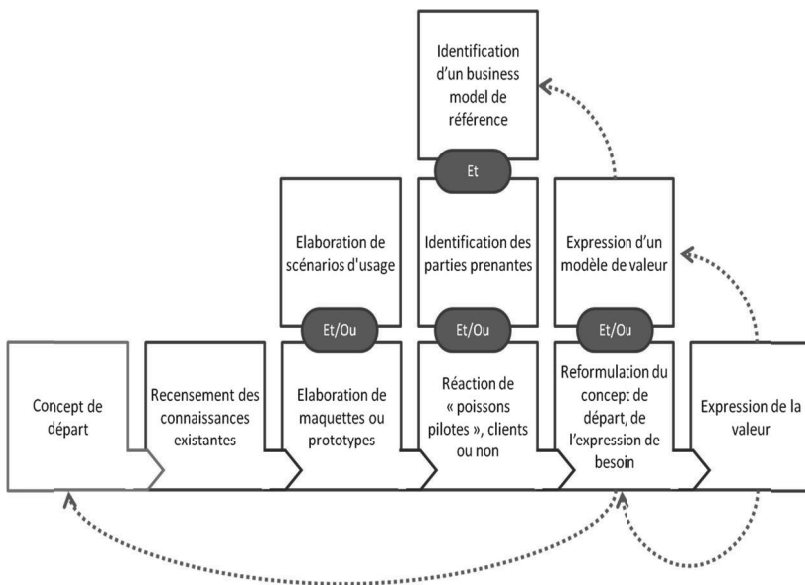 Identification
d'un business
model de
référence
Et
Elaboration de
scénarios d'usage
Identification des
parties prenantes
Expression d'un
modèle de valeur
Et/Ou
Et/Ou
Et/Ou
Concept de
départ
Recensement des
connaissances
existantes
Elaboration de
maquettes ou
prototypes
Réaction de
« poissons
pilotes », clients
ou non
Reformulation du
concept de
départ, de
l'expression de
besoin
Expression de la
valeur